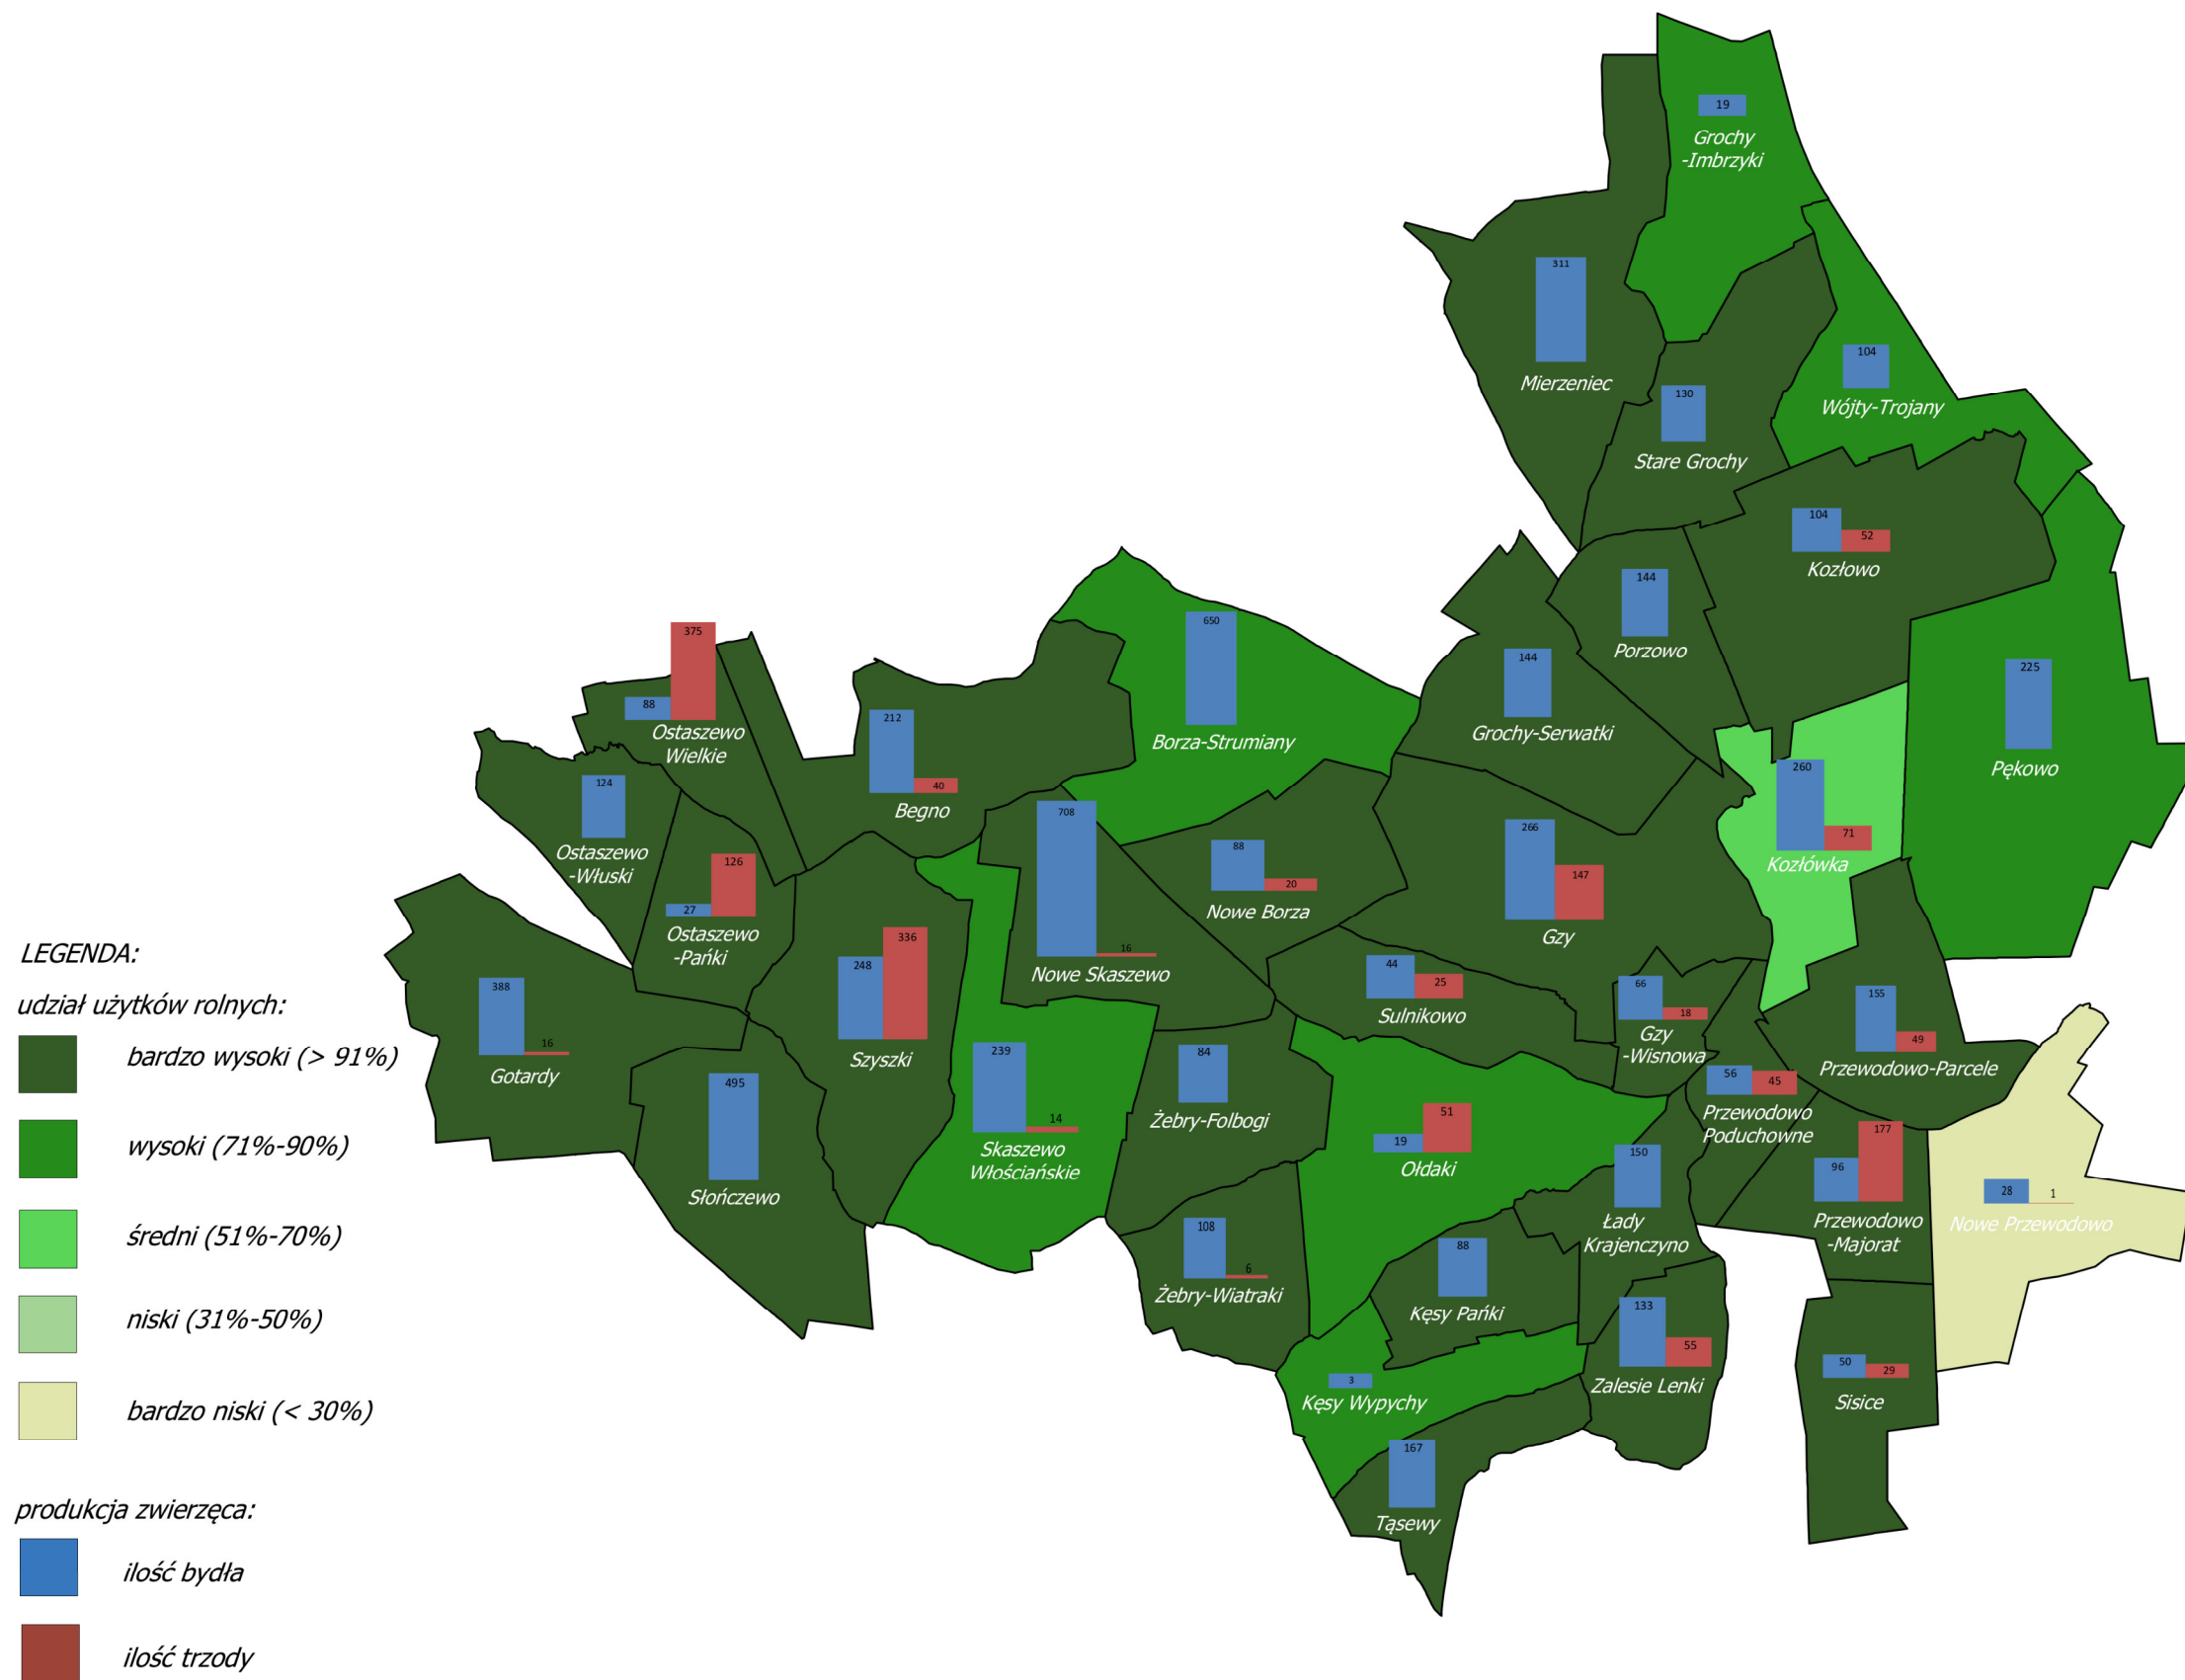 19
Grochy
-Imbrzyki
311
Mierzeniec
104
Wójty-Trojany
130
Stare Grochy
104
52
Kozłowo
144
Porzowo
144
Grochy-Serwatki
225
Pękowo
650
Borza-Strumiany
88
375
Ostaszewo
Wielkie
212
40
Begno
124
Ostaszewo
-Włuski
27
126
Ostaszewo
-Pańki
708
16
Nowe Skaszewo
88
20
Nowe Borza
266
147
Gzy
260
71
Kozłówka
388
16
Gotardy
248
336
Szyszki
44
25
Sulnikowo
66
18
Gzy
-Wisnowa
155
49
Przewodowo-Parcele
495
Słończewo
239
14
Skaszewo
Włościańskie
84
Żebry-Folbogi
19
51
Ołdaki
56
45
Przewodowo
Poduchowne
150
Łady
Krajenczyno
96
177
Przewodowo
-Majorat
28
1
Nowe Przewodowo
108
6
Żebry-Wiatraki
88
Kęsy Pańki
133
55
Zalesie Lenki
50
29
Sisice
3
Kęsy Wypychy
167
Tąsewy
LEGENDA:
udział użytków rolnych:
bardzo wysoki (> 91%)
wysoki (71%-90%)
średni (51%-70%)
niski (31%-50%)
bardzo niski (< 30%)
produkcja zwierzęca:
ilość bydła
ilość trzody